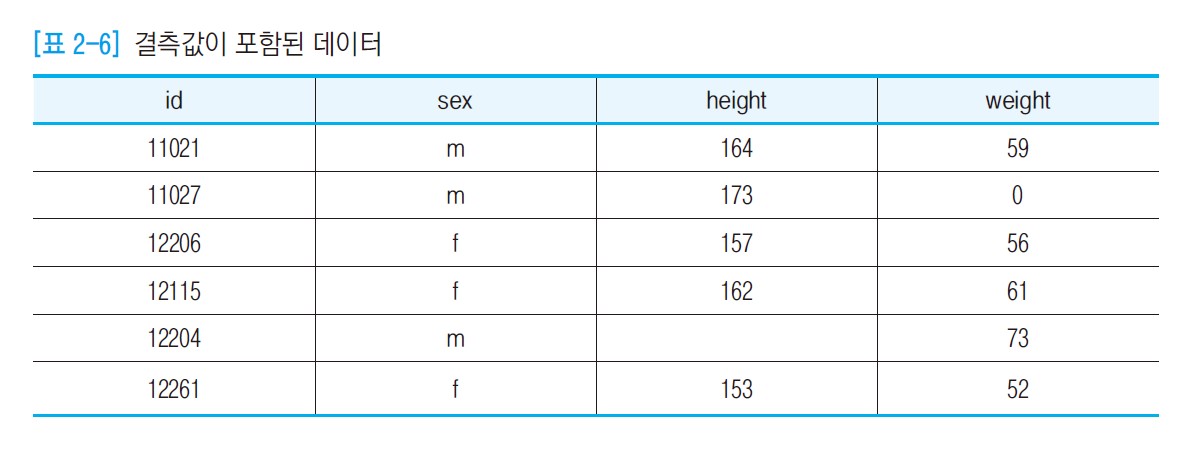 [표 2-6] 결측값이 포함된 데이터
id sex height weight
11021 m 164 59
11027 m 173 0
12206 f 157 56
12115 f 162 61
12204 m 73
12261 f 153 52